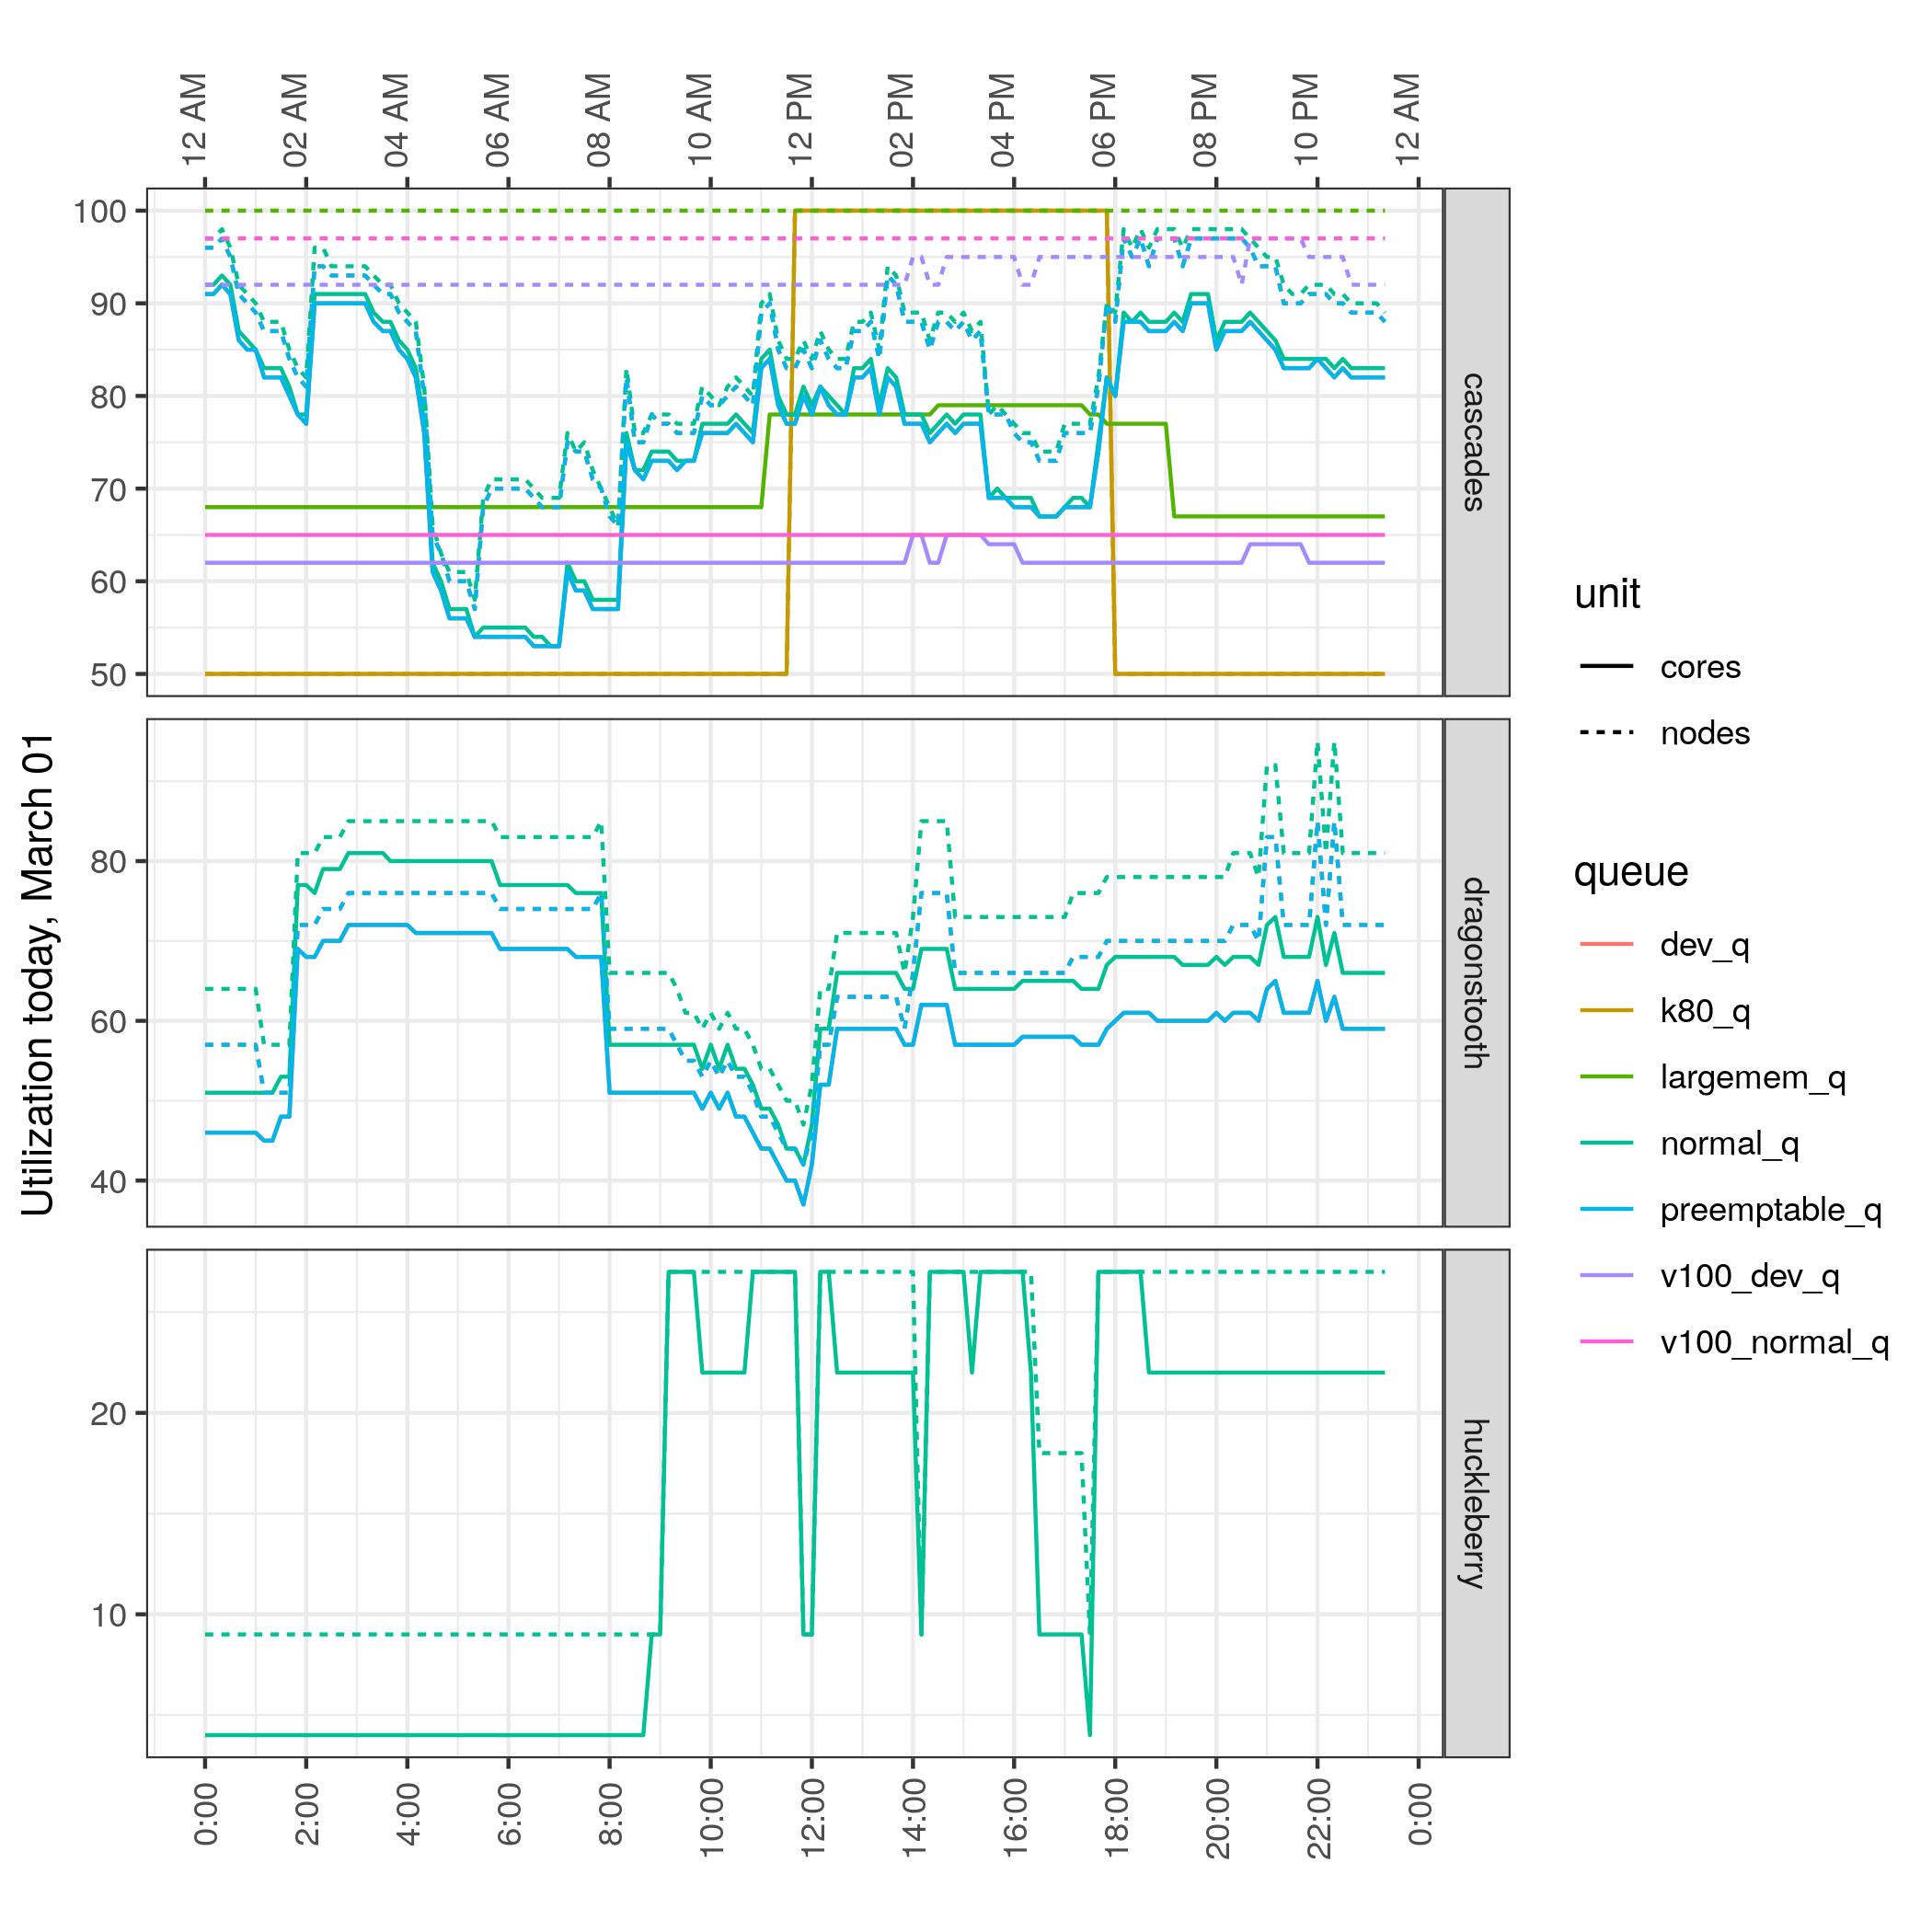 12 AM
02 AM
04 AM
06 AM
08 AM
10 AM
12 PM
02 PM
04 PM
06 PM
08 PM
10 PM
12 AM
Utilization today, March 01
100
90
80
70
60
50
cascades
80
60
40
dragonstooth
20
10
huckleberry
0:00
2:00
4:00
6:00
8:00
10:00
12:00
14:00
16:00
18:00
20:00
22:00
0:00
unit
cores
nodes
queue
dev_q
k80_q
largemem_q
normal_q
preemptable_q
v100_dev_q
v100_normal_q